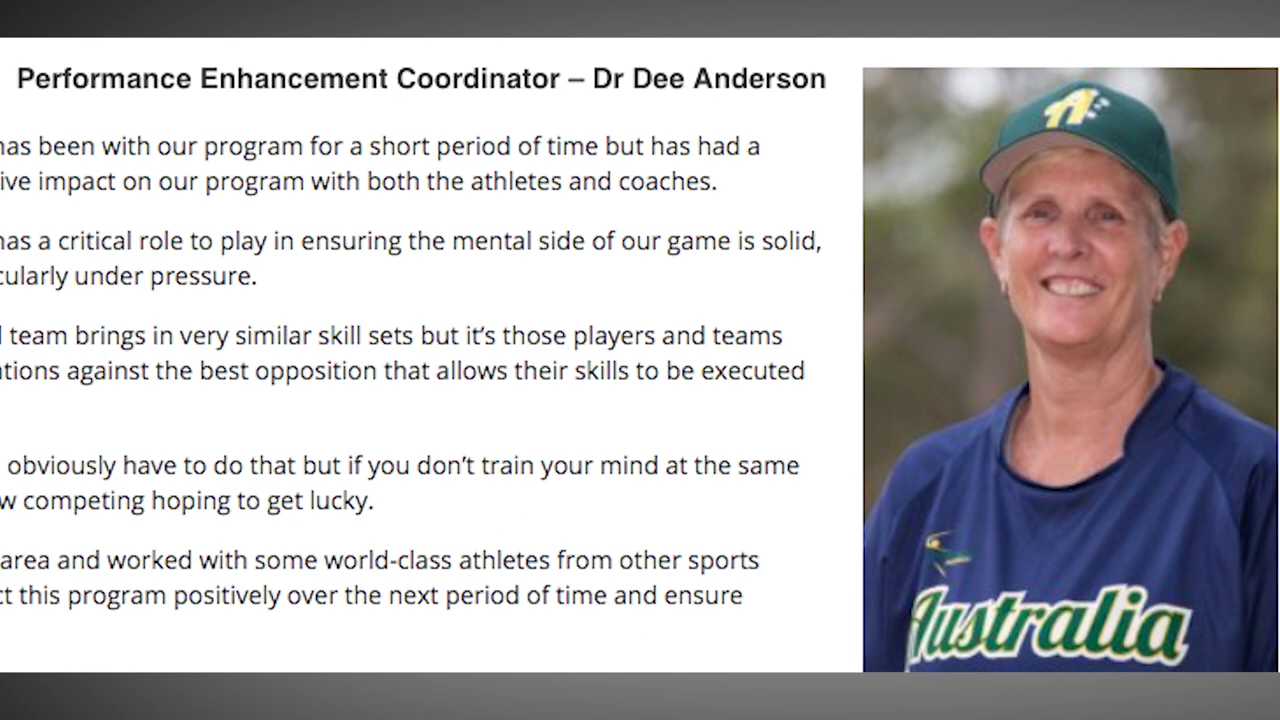 Performance Enhancement Coordinator – Dr Dee Anderson
has been with our program for a short period of time but has had a
ive impact on our program with both the athletes and coaches.
has a critical role to play in ensuring the mental side of our game is solid,
cularly under pressure.
team brings in very similar skill sets but it’s those players and teams
ations against the best opposition that allows their skills to be executed
obviously have to do that but if you don’t train your mind at the same
w competing hoping to get lucky.
area and worked with some world-class athletes from other sports
ct this program positively over the next period of time and ensure
A
Australia